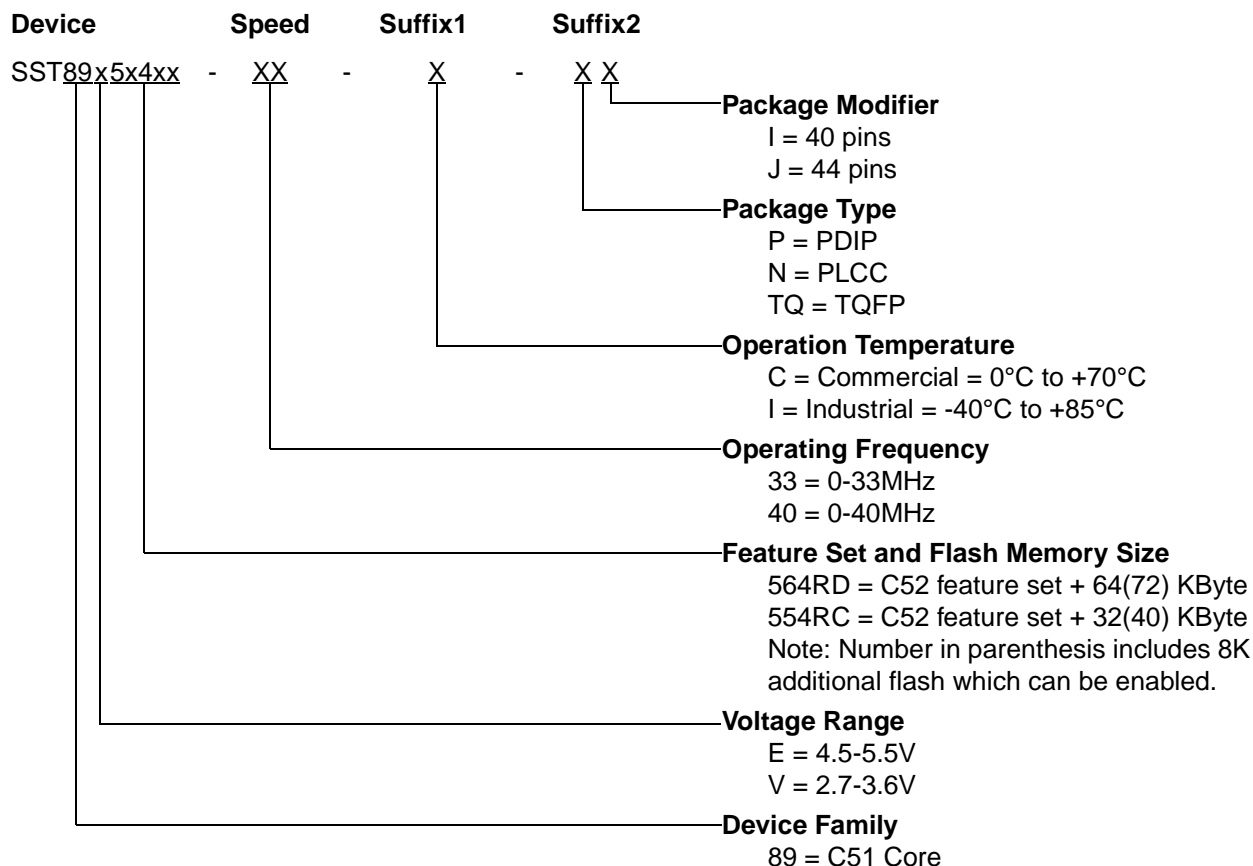 Device Speed Suffix1 Suffix2
SST89x5x4xx - XX - X - X X
Package Modifier
I = 40 pins
J = 44 pins
Package Type
P = PDIP
N = PLCC
TQ = TQFP
Operation Temperature
C = Commercial = 0°C to +70°C
I = Industrial = -40°C to +85°C
Operating Frequency
33 = 0-33MHz
40 = 0-40MHz
Feature Set and Flash Memory Size
564RD = C52 feature set + 64(72) KByte
554RC = C52 feature set + 32(40) KByte
Note: Number in parenthesis includes 8K
additional flash which can be enabled.
Voltage Range
E = 4.5-5.5V
V = 2.7-3.6V
Device Family
89 = C51 Core